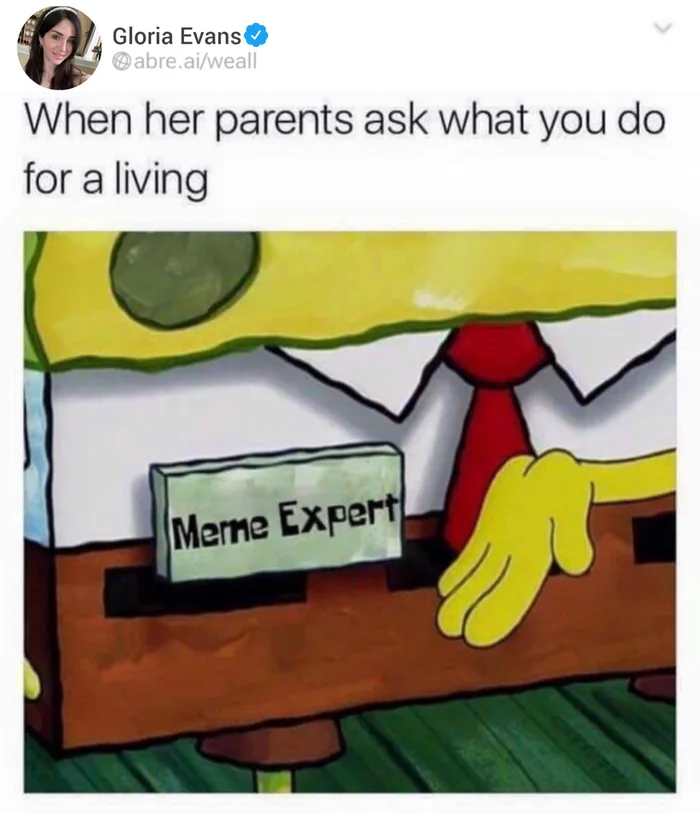 Gloria Evans
@abre.ai/weall
When her parents ask what you do
for a living
Meme Expert